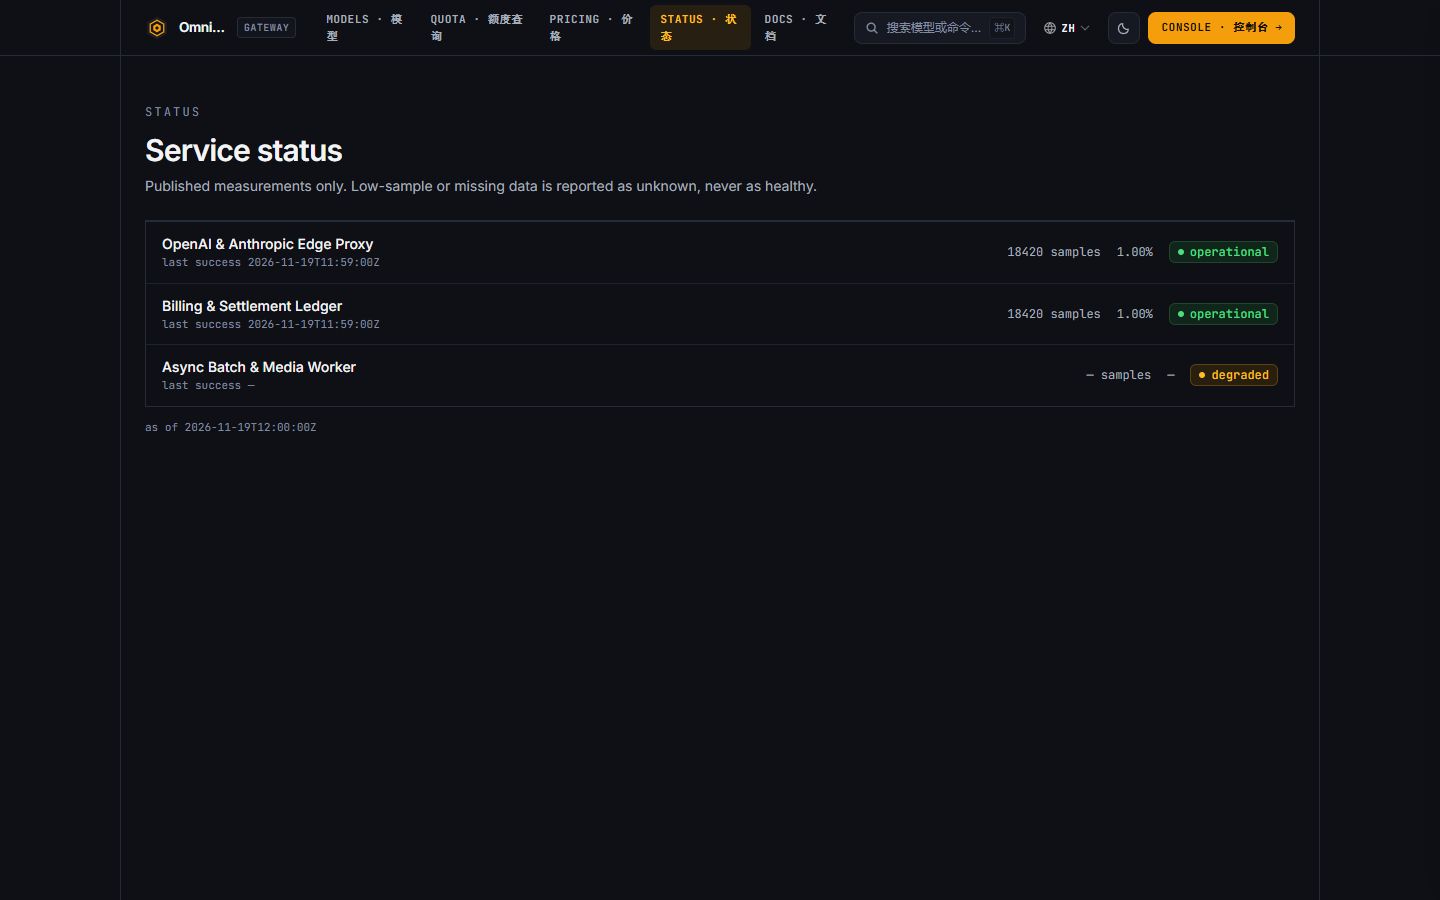 Omni... GATEWAY MODELS · 模型 QUOTA · 额度查询 PRICING · 价格 STATUS · 状态 DOCS · 文档 搜索模型或命令... ⌘K ZH CONSOLE · 控制台 →
STATUS
Service status
Published measurements only. Low-sample or missing data is reported as unknown, never as healthy.
OpenAI & Anthropic Edge Proxy
last success 2026-11-19T11:59:00Z
18420 samples 1.00% operational
Billing & Settlement Ledger
last success 2026-11-19T11:59:00Z
18420 samples 1.00% operational
Async Batch & Media Worker
last success —
— samples — degraded
as of 2026-11-19T12:00:00Z